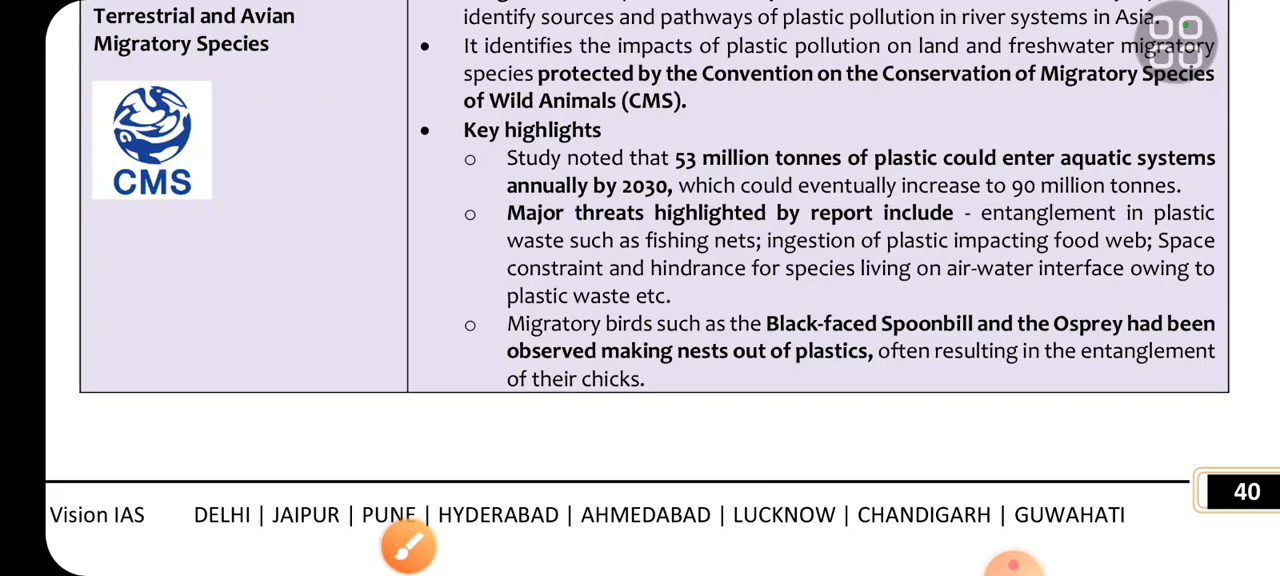 Terrestrial and Avian
Migratory Species
CMS
identify sources and pathways of plastic pollution in river systems in Asia.
• It identifies the impacts of plastic pollution on land and freshwater migratory
species protected by the Convention on the Conservation of Migratory Species
of Wild Animals (CMS).
• Key highlights
o Study noted that 53 million tonnes of plastic could enter aquatic systems
annually by 2030, which could eventually increase to 90 million tonnes.
o Major threats highlighted by report include - entanglement in plastic
waste such as fishing nets; ingestion of plastic impacting food web; Space
constraint and hindrance for species living on air-water interface owing to
plastic waste etc.
o Migratory birds such as the Black-faced Spoonbill and the Osprey had been
observed making nests out of plastics, often resulting in the entanglement
of their chicks.
40
Vision IAS DELHI | JAIPUR | PUNE | HYDERABAD | AHMEDABAD | LUCKNOW | CHANDIGARH | GUWAHATI